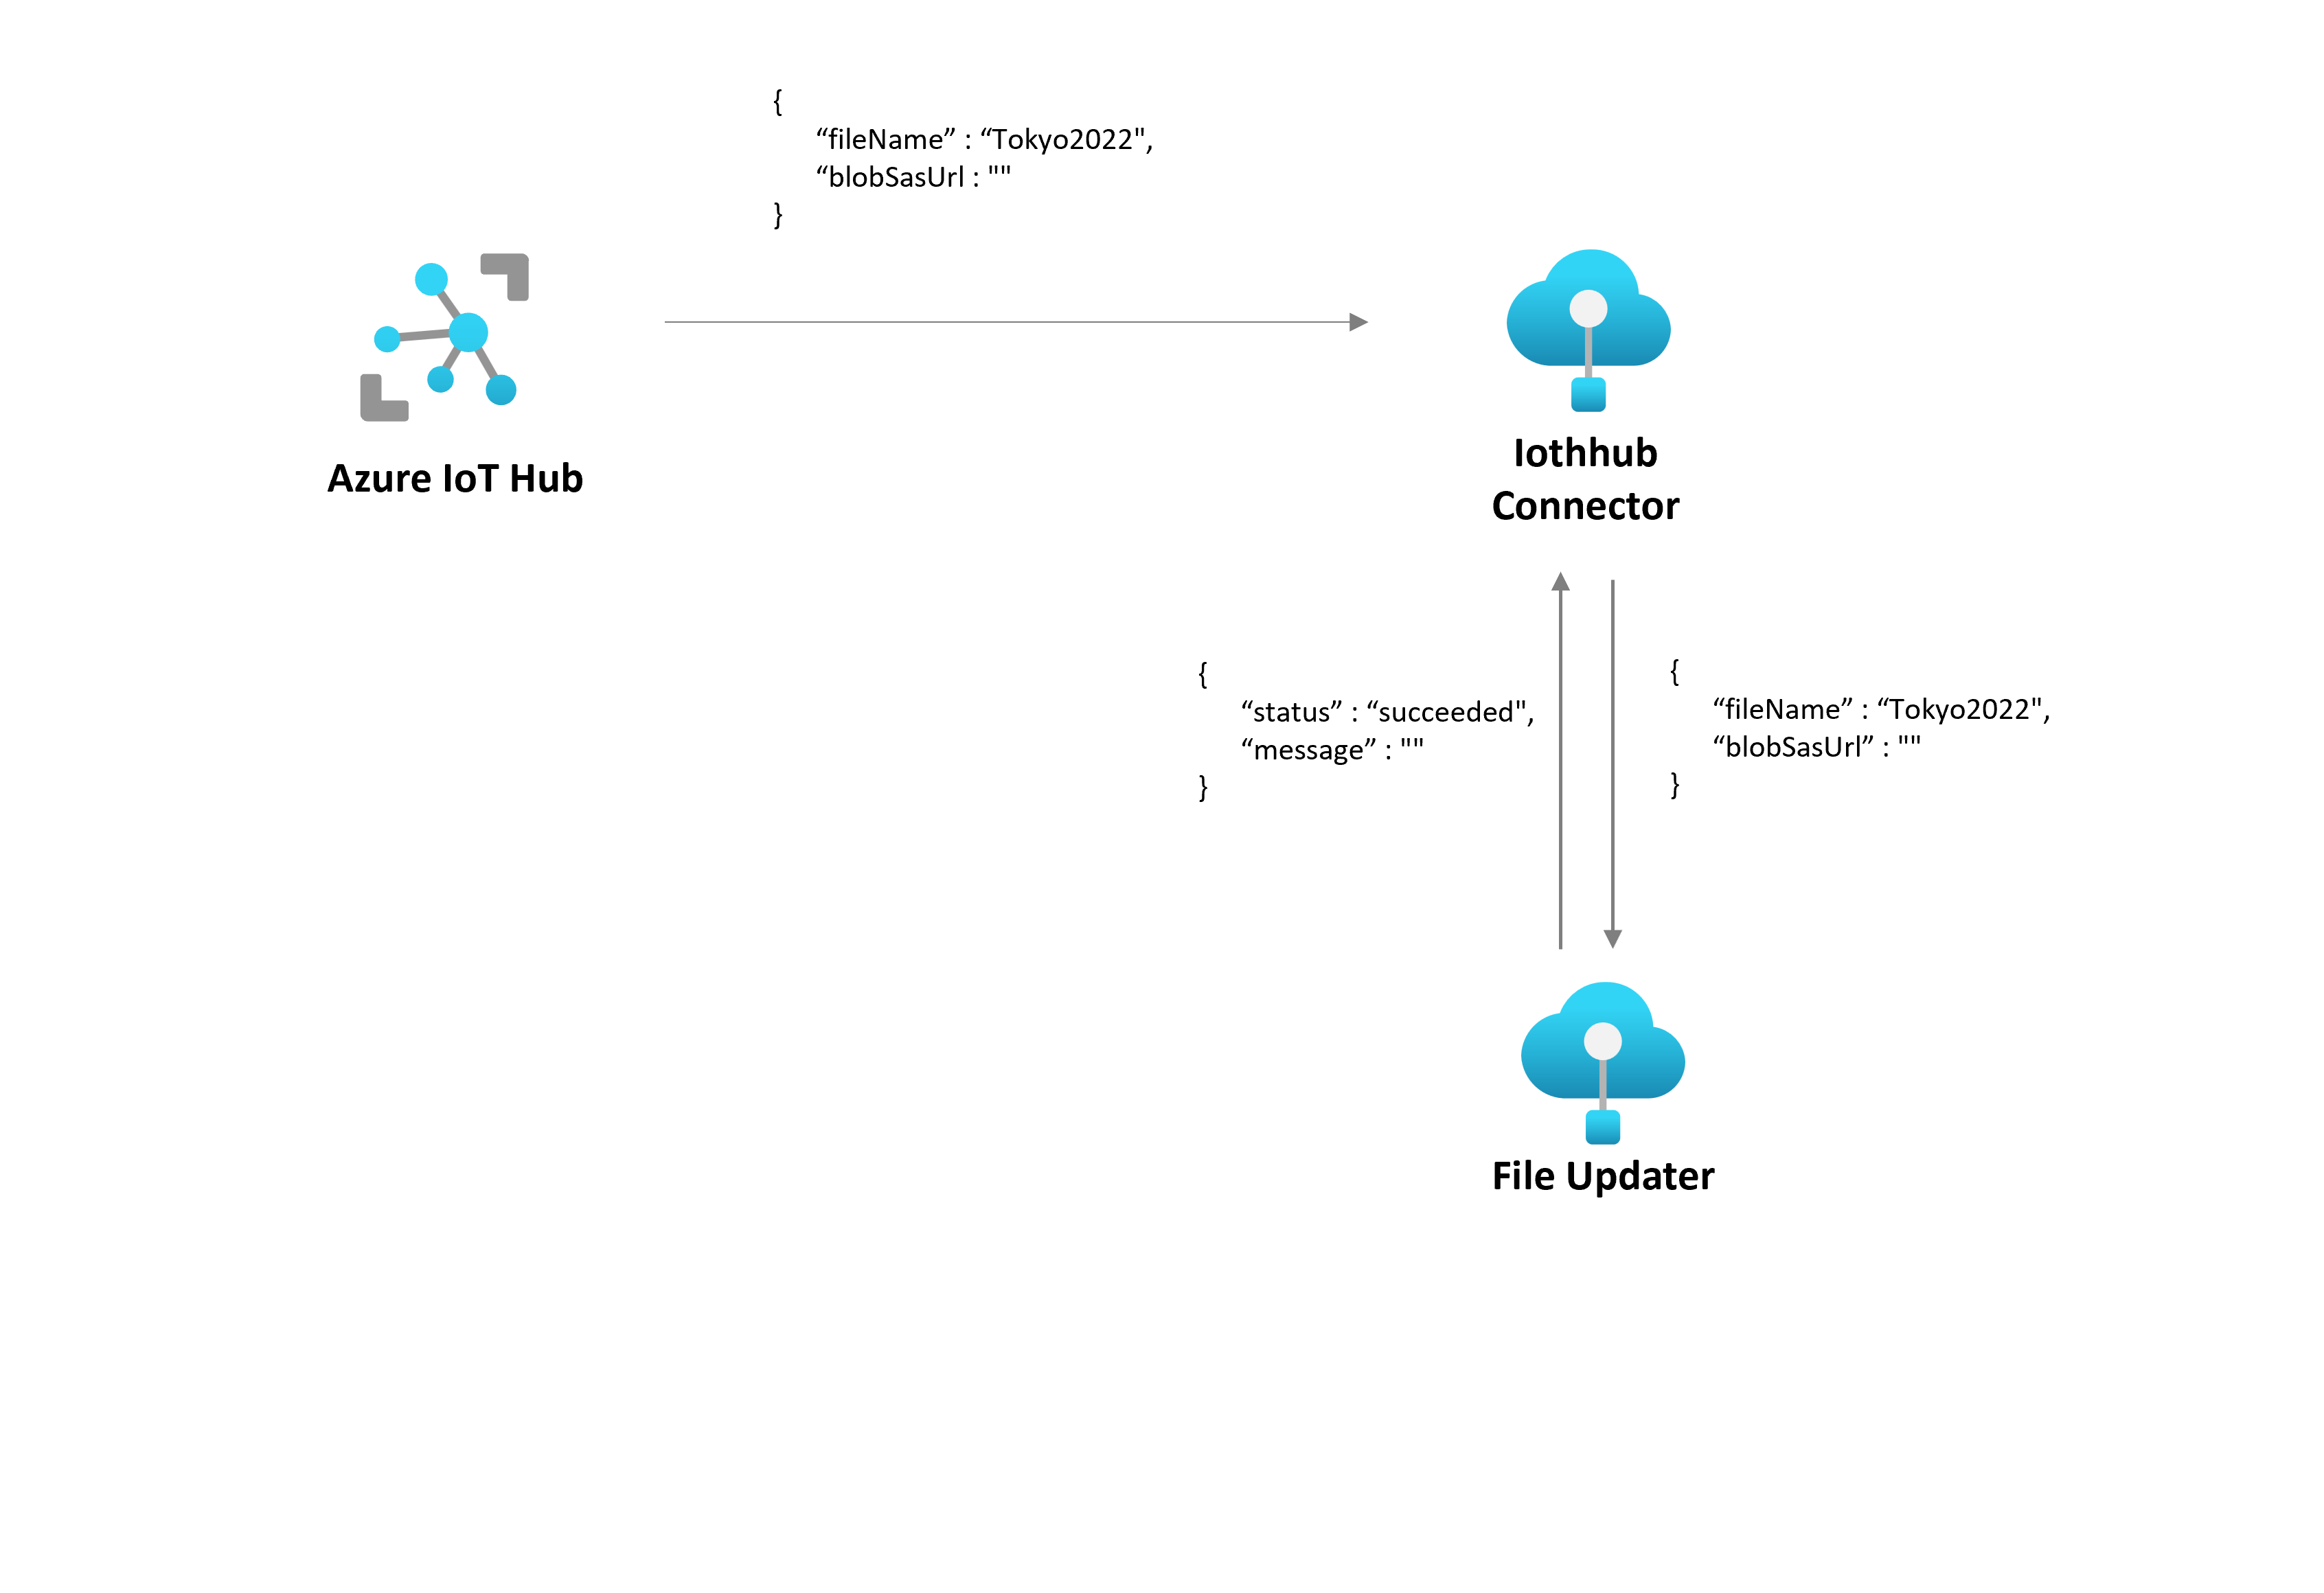 {
“fileName” : “Tokyo2022",
“blobSasUrl : ""
}
Azure IoT Hub
Iothhub
Connector
{
“status” : “succeeded",
“message” : ""
}
{
“fileName” : “Tokyo2022",
“blobSasUrl” : ""
}
File Updater